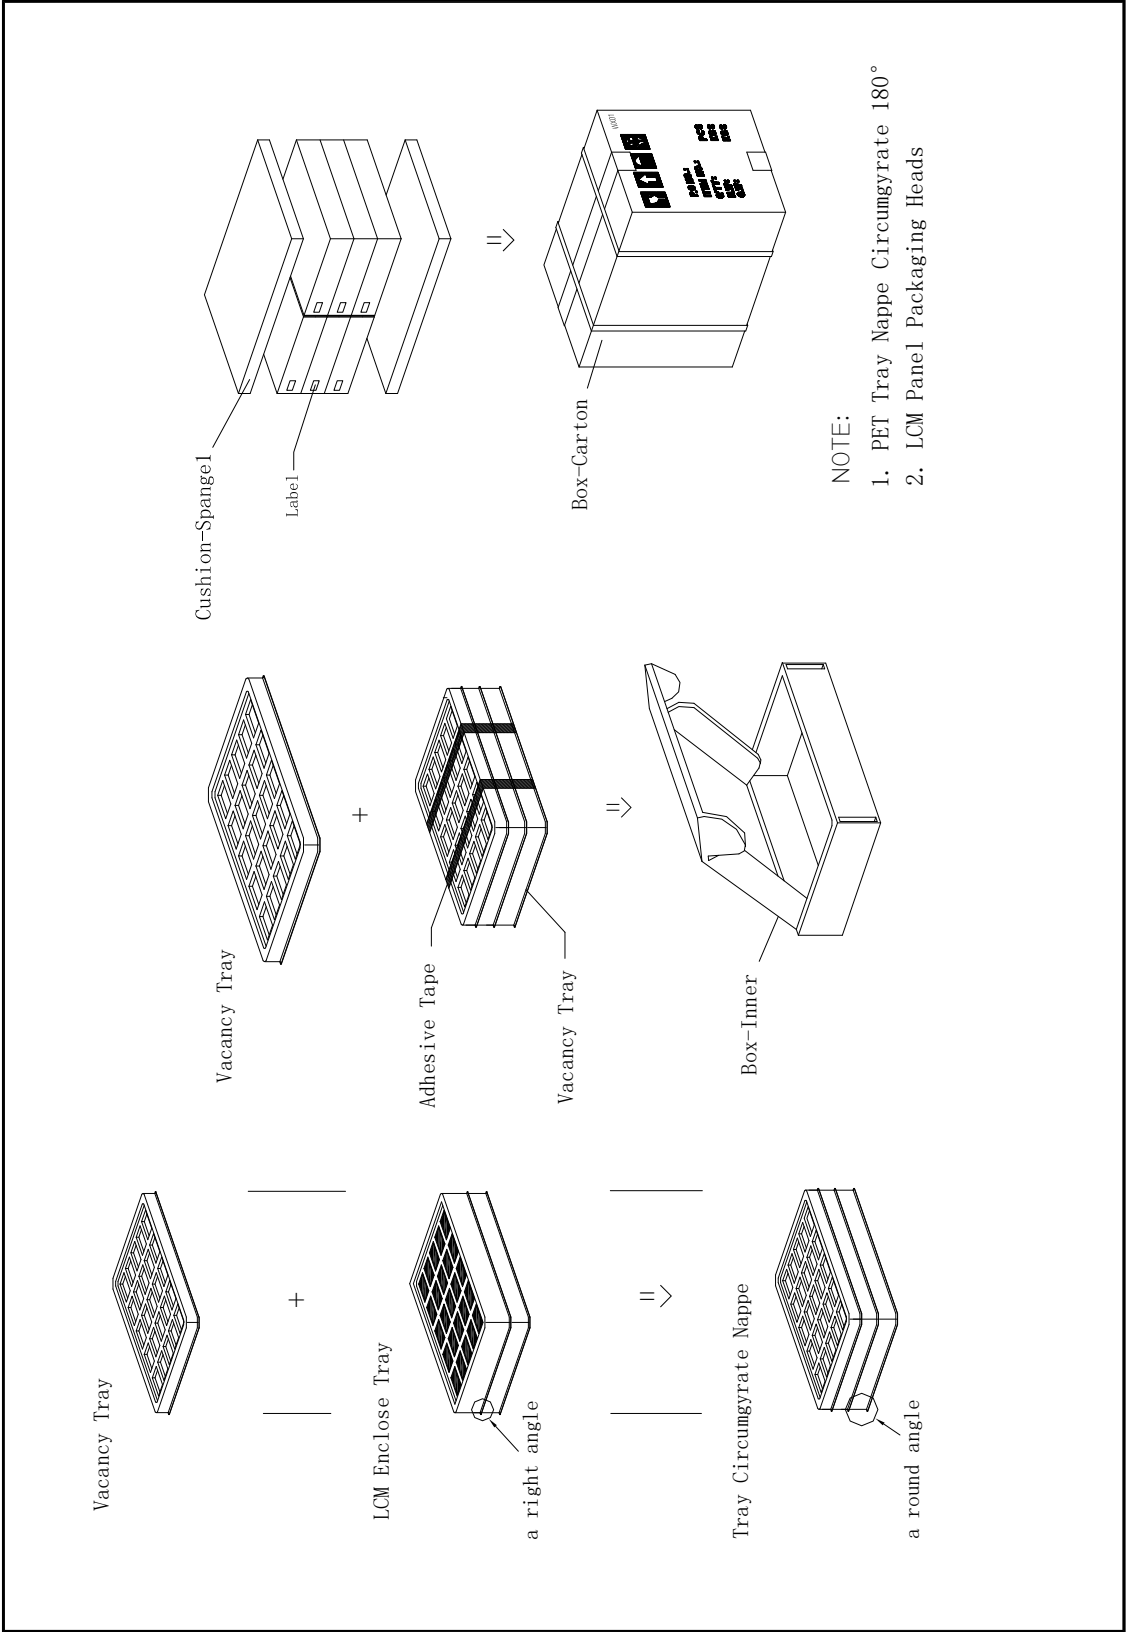 Vacancy Tray
+
LCM Enclose Tray
a right angle
Tray Circumgyrate Nappe
a round angle
Vacancy Tray
+
Adhesive Tape
Vacancy Tray
Box-Inner
Cushion-Spangel
Label
Box-Carton
NOTE:
1. PET Tray Nappe Circumgyrate 180°
2. LCM Panel Packaging Heads